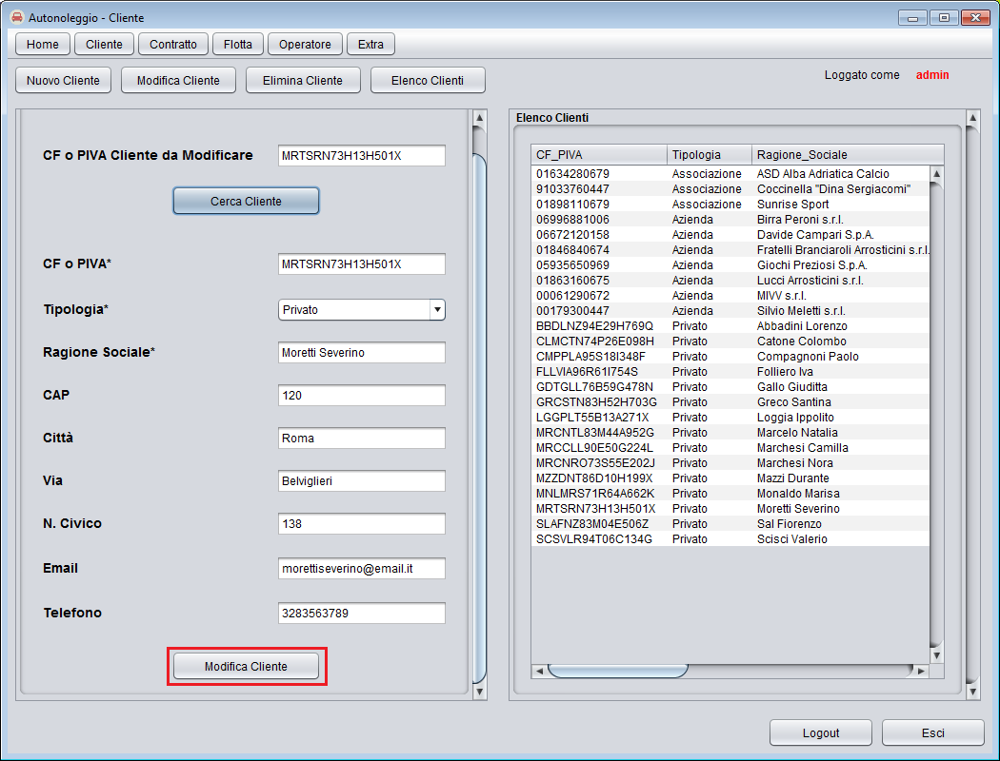 Autonoleggio - Cliente
Home Cliente Contratto Flotta Operatore Extra
Nuovo Cliente Modifica Cliente Elimina Cliente Elenco Clienti
Loggato come admin
CF o PIVA Cliente da Modificare MRTSRN73H13H501X
Cerca Cliente
CF o PIVA* MRTSRN73H13H501X
Tipologia* Privato
Ragione Sociale* Moretti Severino
CAP 120
Città Roma
Via Belviglieri
N. Civico 138
Email morettiseverino@email.it
Telefono 3283563789
Modifica Cliente
Elenco Clienti
CF_PIVA Tipologia Ragione_Sociale
01634280679 Associazione ASD Alba Adriatica Calcio
91033760447 Associazione Coccinella "Dina Sergiacomi"
01898110679 Associazione Sunrise Sport
06996881006 Azienda Birra Peroni s.r.l.
06672120158 Azienda Davide Campari S.p.A.
01846840674 Azienda Fratelli Branciaroli Arrosticini s.r.l.
05935650969 Azienda Giochi Preziosi S.p.A.
01863160675 Azienda Lucci Arrosticini s.r.l.
00061290672 Azienda MIVV s.r.l.
00179300447 Azienda Silvio Meletti s.r.l.
BBDLNZ94E29H769Q Privato Abbadini Lorenzo
CLMCTN74P26E098H Privato Catone Colombo
CMPPLA95S18I348F Privato Compagnoni Paolo
FLLVIA96R61I754S Privato Folliero Iva
GDTGLL76B59G478N Privato Gallo Giuditta
GRCSTN83H52H703G Privato Greco Santina
LGGPLT55B13A271X Privato Loggia Ippolito
MRCNTL83M44A952G Privato Marcelo Natalia
MRCCLL90E50G224L Privato Marchesi Camilla
MRCNRO73S55E202J Privato Marchesi Nora
MZZDNT86D10H199X Privato Mazzi Durante
MNLMRS71R64A662K Privato Monaldo Marisa
MRTSRN73H13H501X Privato Moretti Severino
SLAFNZ83M04E506Z Privato Sal Fiorenzo
SCSVLR94T06C134G Privato Scisci Valerio
Logout Esci